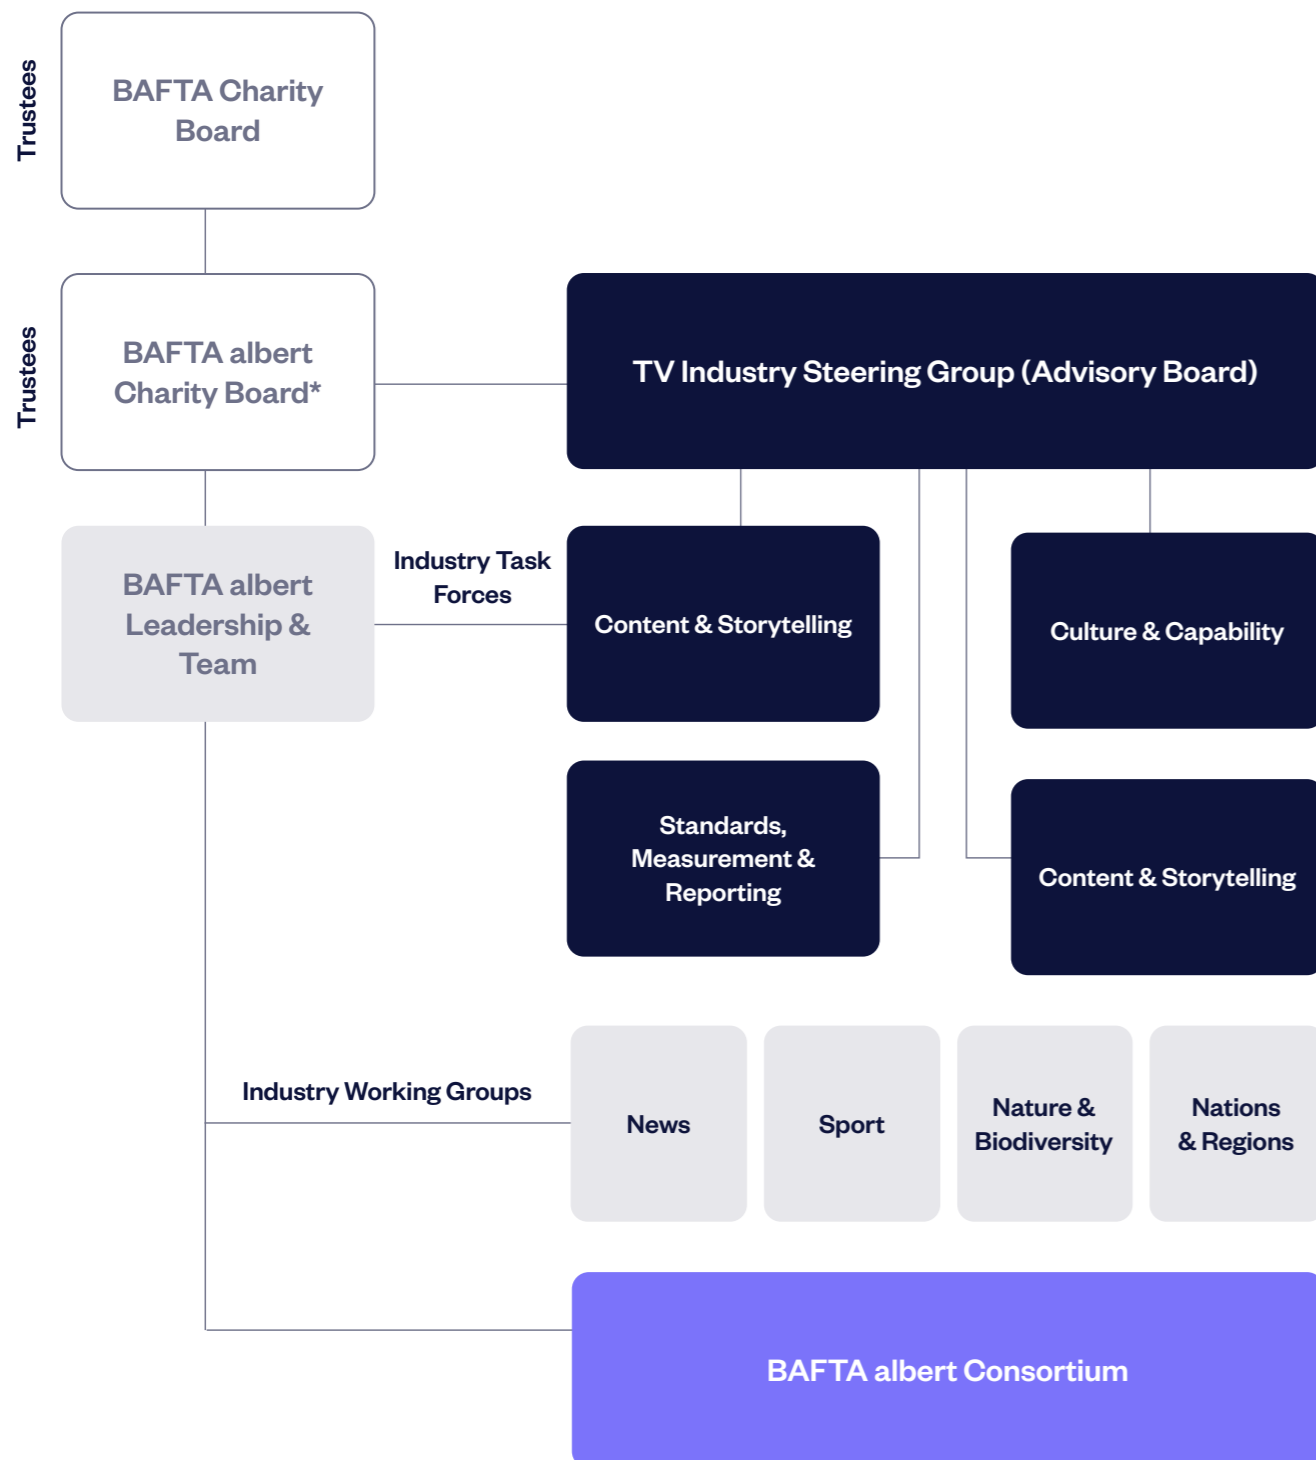 Trustees
BAFTA Charity
Board
Trustees
BAFTA albert
Charity Board*
TV Industry Steering Group (Advisory Board)
BAFTA albert
Leadership &
Team
Industry Task
Forces
Content & Storytelling
Culture & Capability
Standards,
Measurement &
Reporting
Content & Storytelling
Industry Working Groups
News
Sport
Nature &
Biodiversity
Nations
& Regions
BAFTA albert Consortium